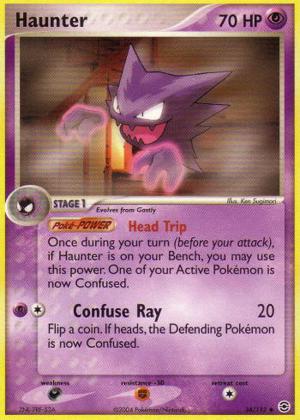 Haunter 70 HP
Illus. Ken Sugimori
STAGE 1
Evolves from Gastly
Poké-POWER Head Trip
Once during your turn (before your attack),
if Haunter is on your Bench, you may use
this power. One of your Active Pokémon is
now Confused.
Confuse Ray 20
Flip a coin. If heads, the Defending Pokémon
is now Confused.
weakness resistance -30 retreat cost
©2004 Pokémon/Nintendo